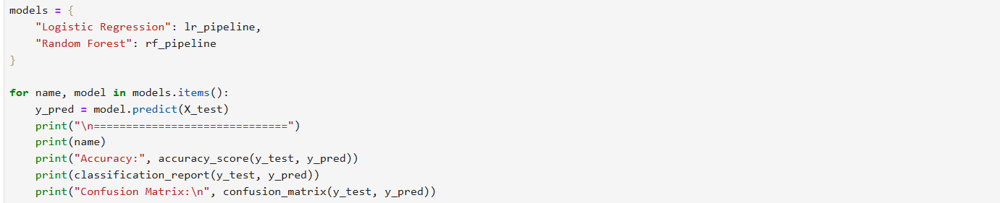 models = {
    "Logistic Regression": lr_pipeline,
    "Random Forest": rf_pipeline
}
for name, model in models.items():
    y_pred = model.predict(X_test)
    print("\n==============================")
    print(name)
    print("Accuracy:", accuracy_score(y_test, y_pred))
    print(classification_report(y_test, y_pred))
    print("Confusion Matrix:\n", confusion_matrix(y_test, y_pred))